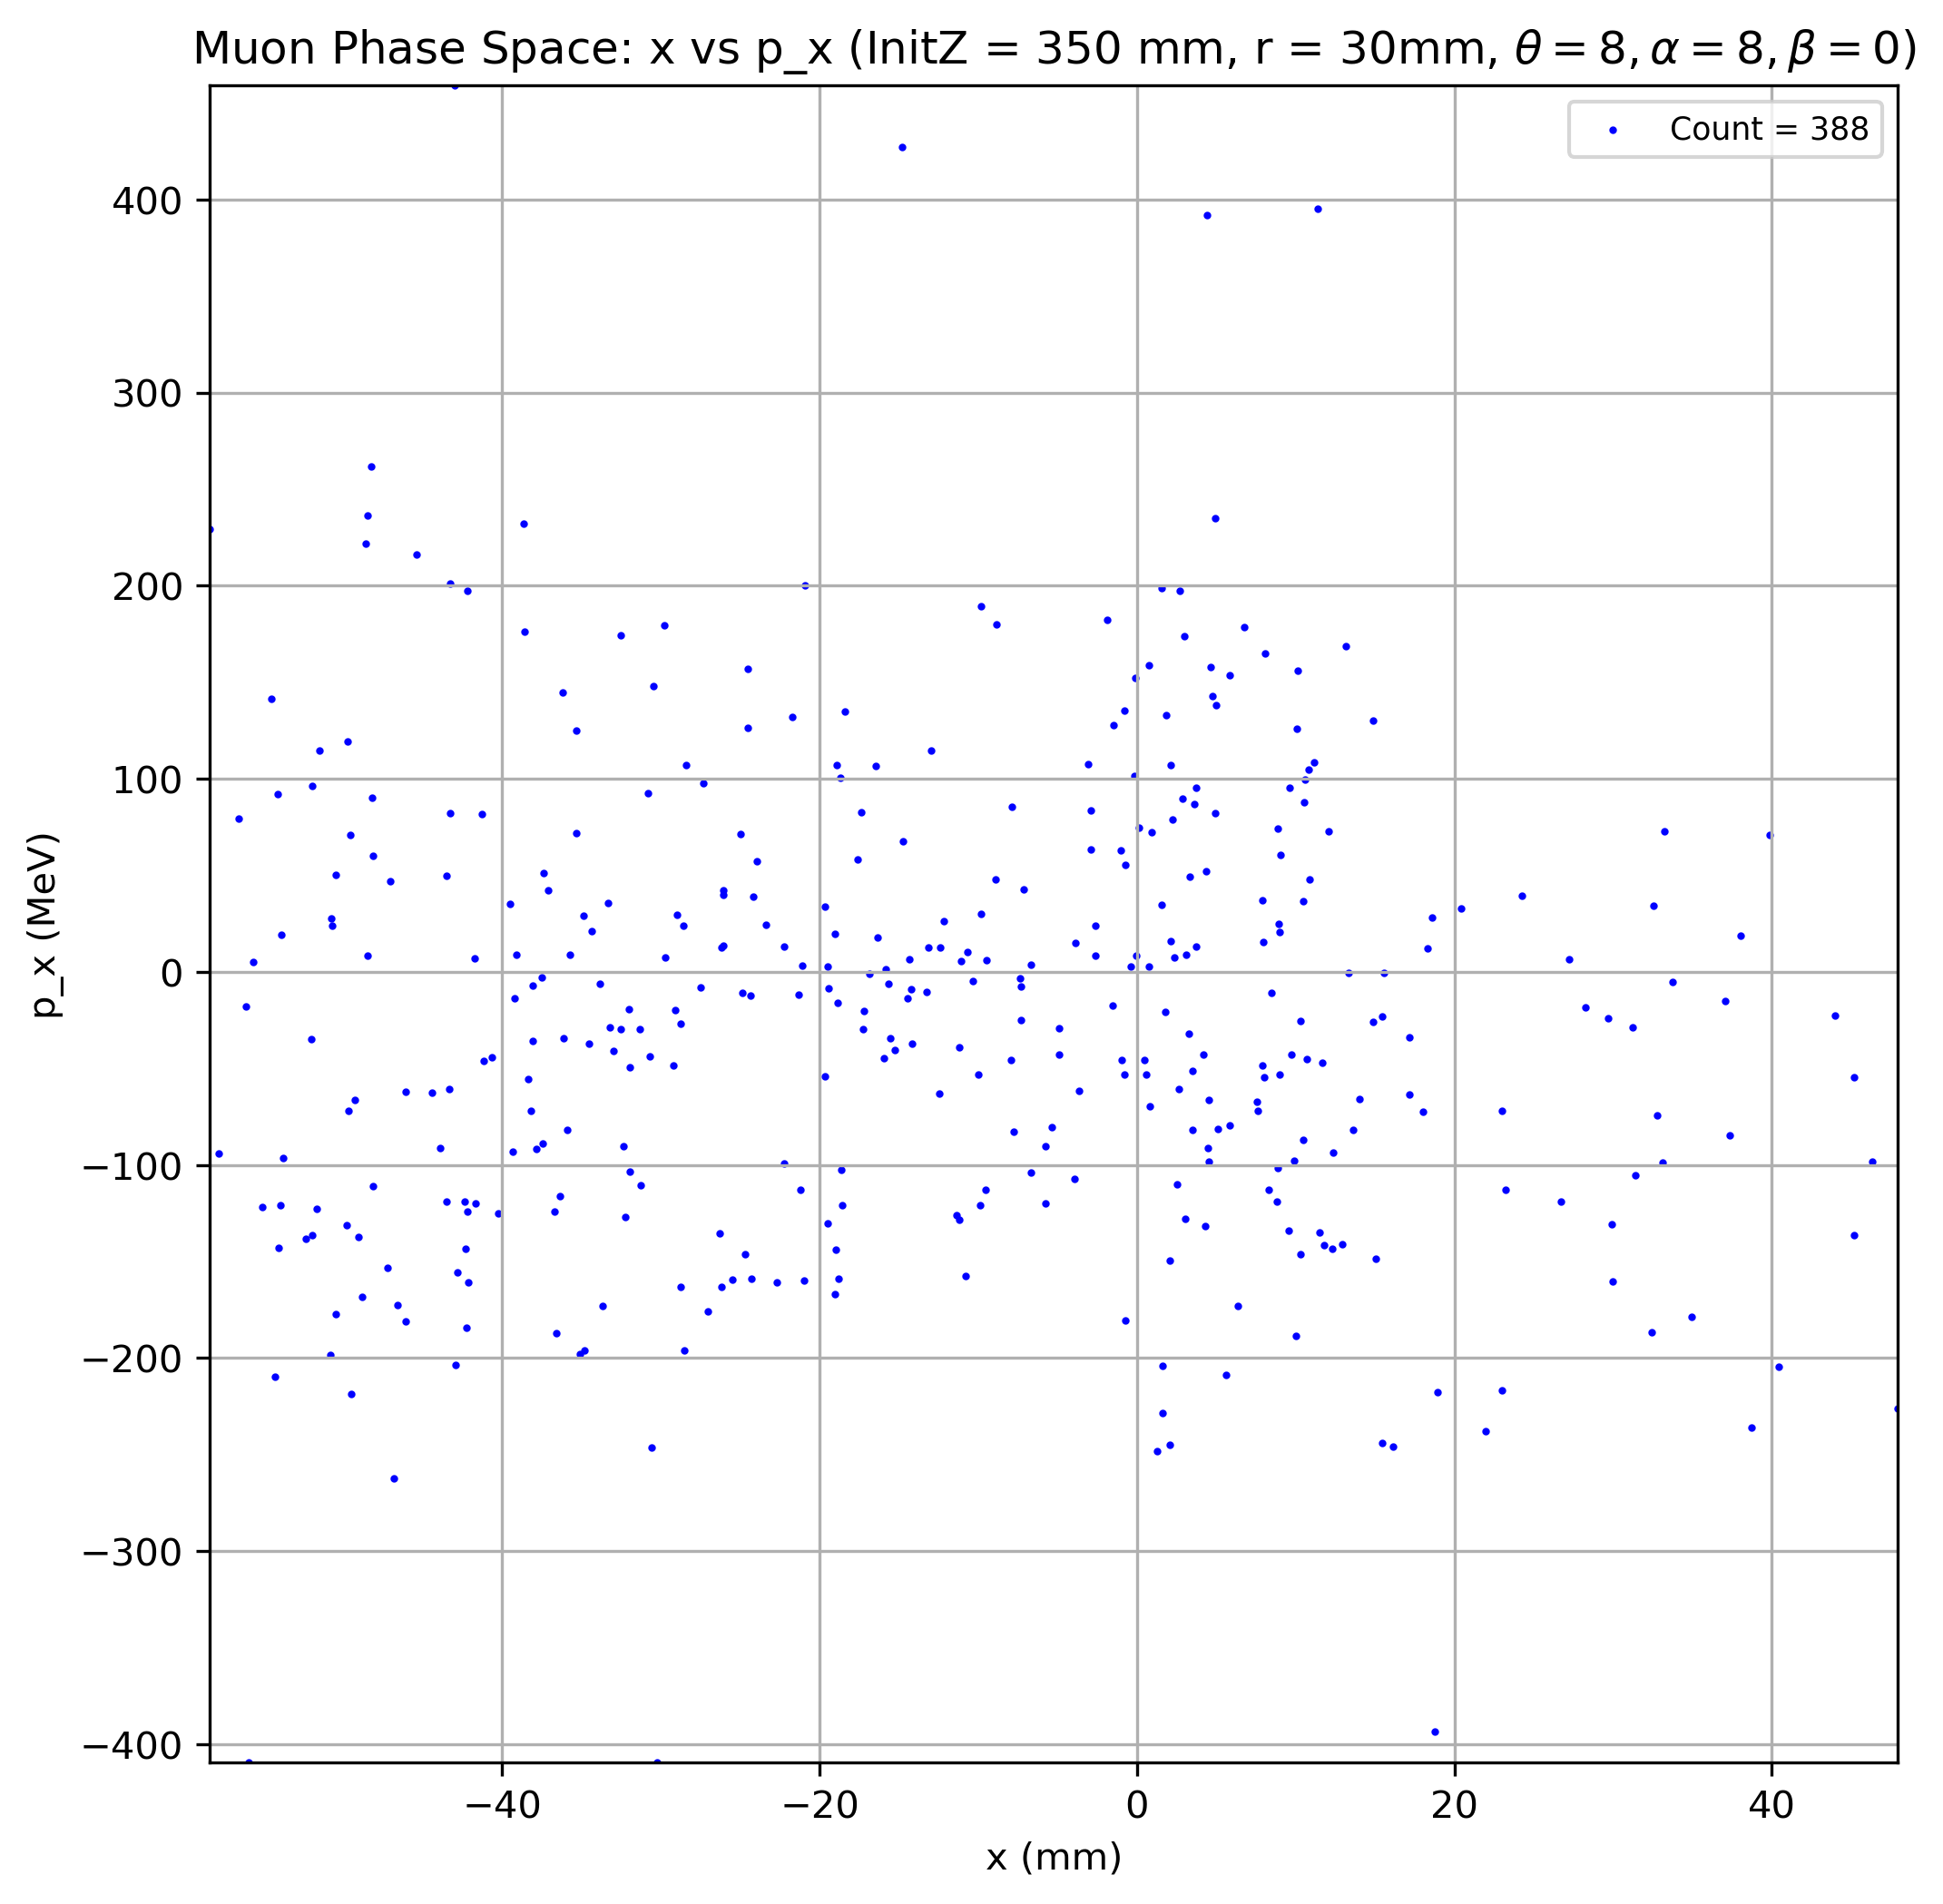 Muon Phase Space: x vs p_x (InitZ = 350 mm, r = 30mm, θ = 8, α = 8, β = 0)
Count = 388
400
300
200
100
0
−100
−200
−300
−400
p_x (MeV)
−40 −20 0 20 40
x (mm)